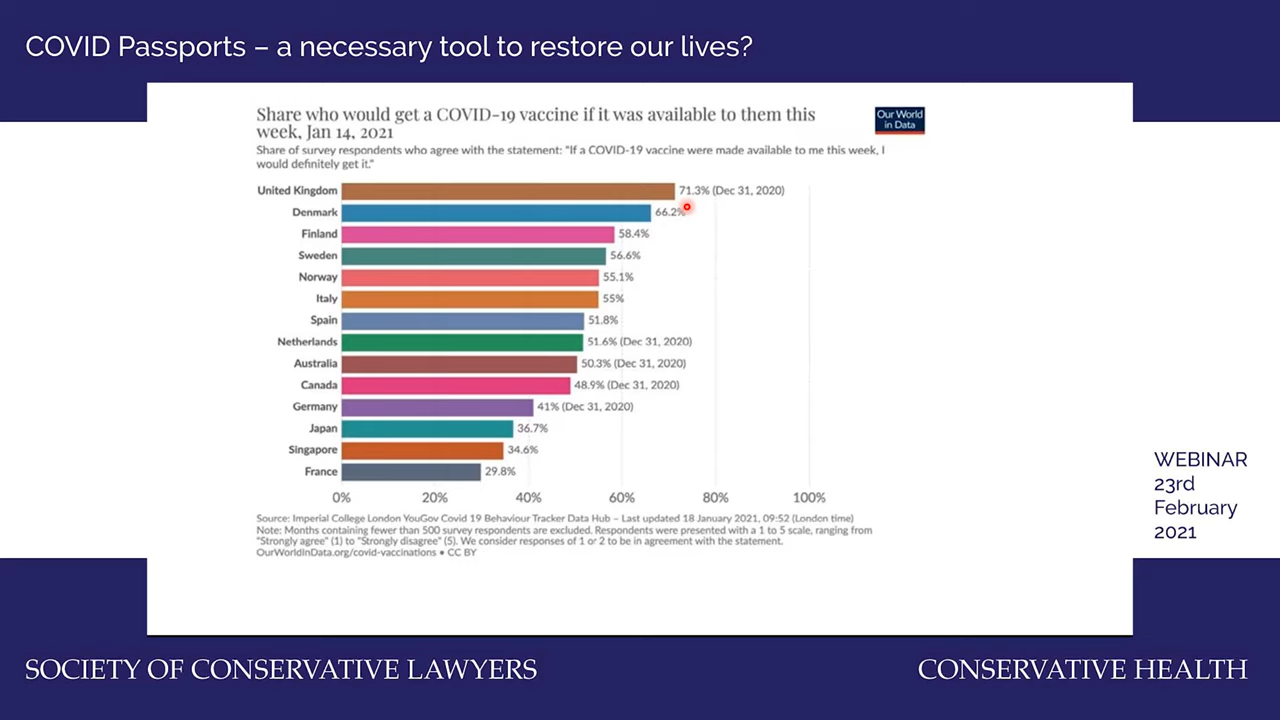 COVID Passports – a necessary tool to restore our lives?
Share who would get a COVID-19 vaccine if it was available to them this
week, Jan 14, 2021
Our World
in Data
Share of survey respondents who agree with the statement: "If a COVID-19 vaccine were made available to me this week, I
would definitely get it."
United Kingdom 71.3% (Dec 31, 2020)
Denmark 66.2%
Finland 58.4%
Sweden 56.6%
Norway 55.1%
Italy 55%
Spain 51.8%
Netherlands 51.6% (Dec 31, 2020)
Australia 50.3% (Dec 31, 2020)
Canada 48.9% (Dec 31, 2020)
Germany 41% (Dec 31, 2020)
Japan 36.7%
Singapore 34.6%
France 29.8%
0% 20% 40% 60% 80% 100%
Source: Imperial College London YouGov Covid 19 Behaviour Tracker Data Hub – Last updated 18 January 2021, 09:52 (London time)
Note: Months containing fewer than 500 survey respondents are excluded. Respondents were presented with a 1 to 5 scale, ranging from
"Strongly agree" (1) to "Strongly disagree" (5). We consider responses of 1 or 2 to be in agreement with the statement.
OurWorldInData.org/covid-vaccinations • CC BY
WEBINAR
23rd
February
2021
SOCIETY OF CONSERVATIVE LAWYERS
CONSERVATIVE HEALTH